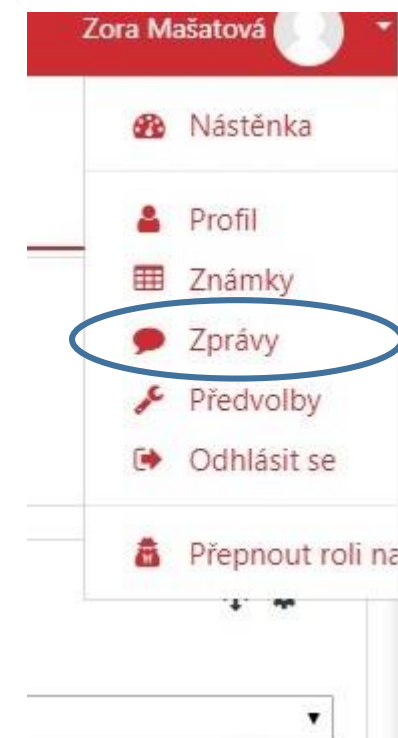 Zora Mašatová
Nástěnka
Profil
Známky
Zprávy
Předvolby
Odhlásit se
Přepnout roli na